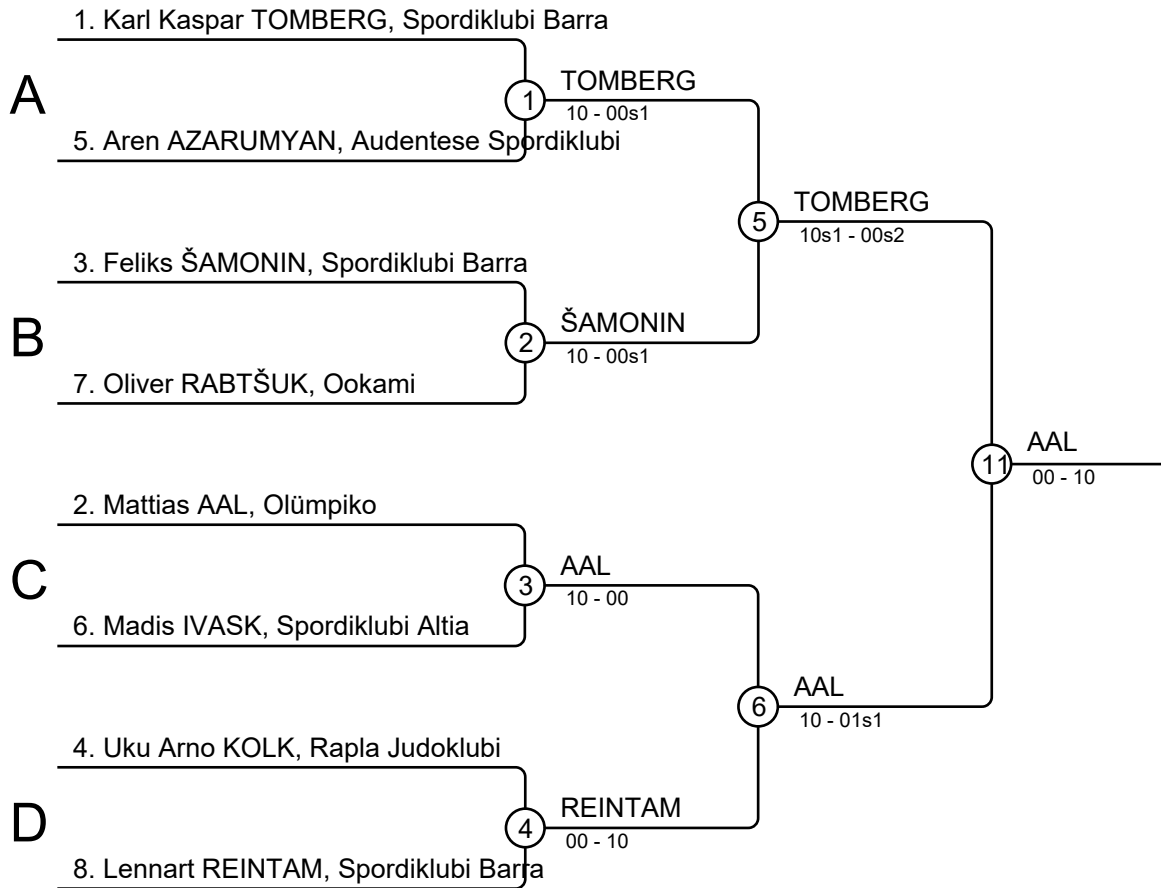 1. Karl Kaspar TOMBERG, Spordiklubi Barra
A
1
TOMBERG
10 - 00s1
5. Aren AZARUMYAN, Audentese Spordiklubi
5
TOMBERG
10s1 - 00s2
3. Feliks ŠAMONIN, Spordiklubi Barra
B
2
ŠAMONIN
10 - 00s1
7. Oliver RABTŠUK, Ookami
11
AAL
00 - 10
2. Mattias AAL, Olümpiko
C
3
AAL
10 - 00
6. Madis IVASK, Spordiklubi Altia
6
AAL
10 - 01s1
4. Uku Arno KOLK, Rapla Judoklubi
D
4
REINTAM
00 - 10
8. Lennart REINTAM, Spordiklubi Barra